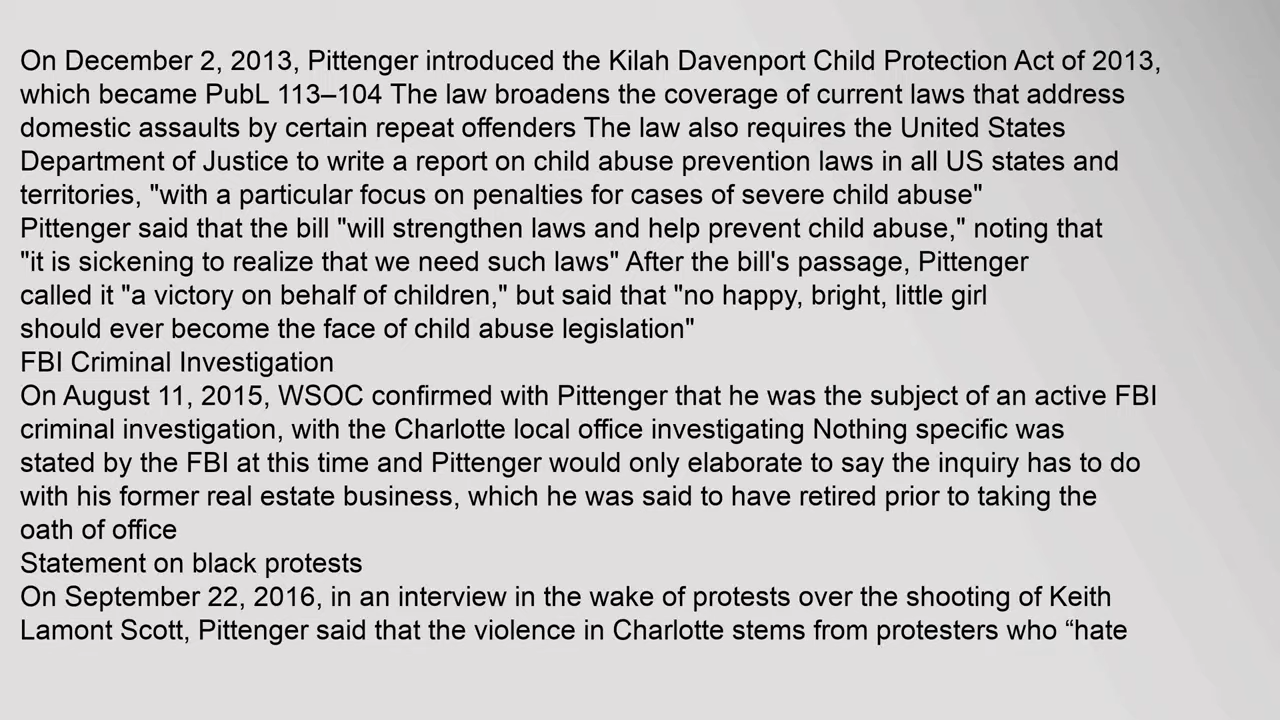 On December 2, 2013, Pittenger introduced the Kilah Davenport Child Protection Act of 2013,
which became PubL 113–104 The law broadens the coverage of current laws that address
domestic assaults by certain repeat offenders The law also requires the United States
Department of Justice to write a report on child abuse prevention laws in all US states and
territories, "with a particular focus on penalties for cases of severe child abuse"
Pittenger said that the bill "will strengthen laws and help prevent child abuse," noting that
"it is sickening to realize that we need such laws" After the bill's passage, Pittenger
called it "a victory on behalf of children," but said that "no happy, bright, little girl
should ever become the face of child abuse legislation"
FBI Criminal Investigation
On August 11, 2015, WSOC confirmed with Pittenger that he was the subject of an active FBI
criminal investigation, with the Charlotte local office investigating Nothing specific was
stated by the FBI at this time and Pittenger would only elaborate to say the inquiry has to do
with his former real estate business, which he was said to have retired prior to taking the
oath of office
Statement on black protests
On September 22, 2016, in an interview in the wake of protests over the shooting of Keith
Lamont Scott, Pittenger said that the violence in Charlotte stems from protesters who “hate